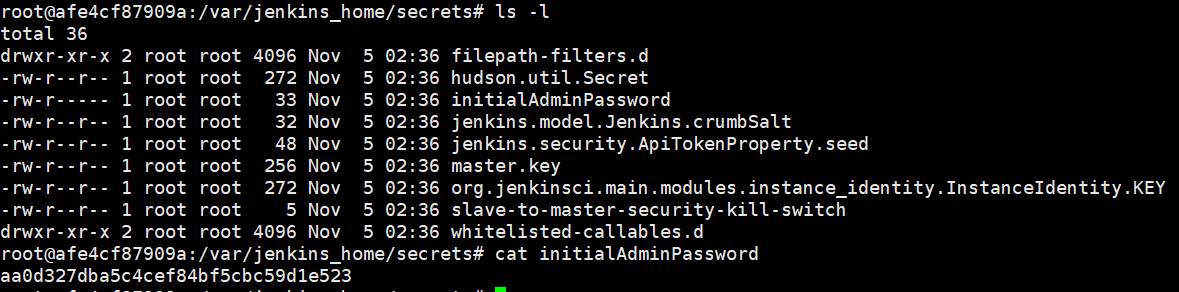 root@afe4cf87909a:/var/jenkins_home/secrets# ls -l
total 36
drwxr-xr-x 2 root root 4096 Nov  5 02:36 filepath-filters.d
-rw-r--r-- 1 root root  272 Nov  5 02:36 hudson.util.Secret
-rw-r----- 1 root root   33 Nov  5 02:36 initialAdminPassword
-rw-r--r-- 1 root root   32 Nov  5 02:36 jenkins.model.Jenkins.crumbSalt
-rw-r--r-- 1 root root   48 Nov  5 02:36 jenkins.security.ApiTokenProperty.seed
-rw-r--r-- 1 root root  256 Nov  5 02:36 master.key
-rw-r--r-- 1 root root  272 Nov  5 02:36 org.jenkinsci.main.modules.instance_identity.InstanceIdentity.KEY
-rw-r--r-- 1 root root    5 Nov  5 02:36 slave-to-master-security-kill-switch
drwxr-xr-x 2 root root 4096 Nov  5 02:36 whitelisted-callables.d
root@afe4cf87909a:/var/jenkins_home/secrets# cat initialAdminPassword
aa0d327dba5c4cef84bf5cbc59d1e523